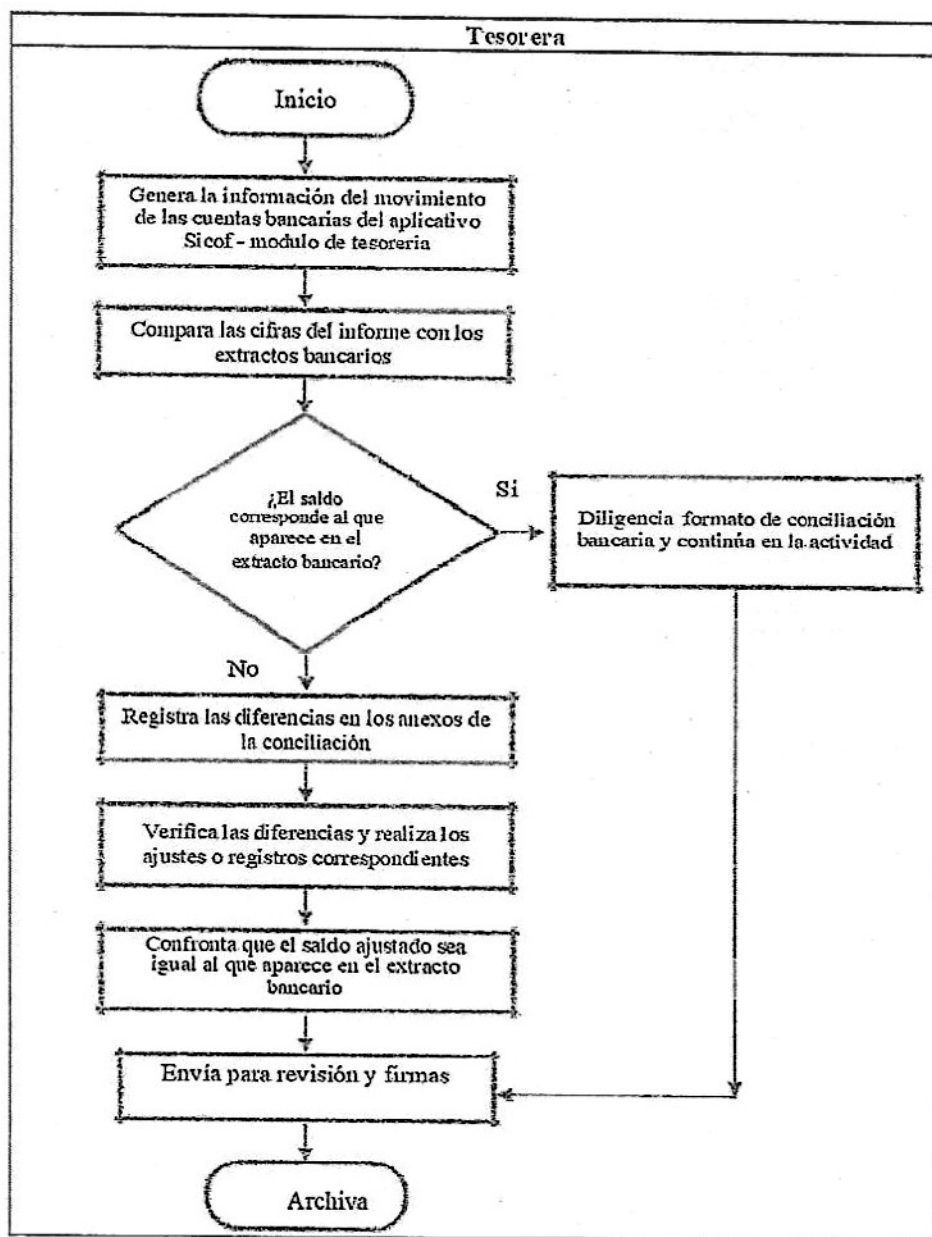 Tesorera
Inicio
Genera la información del movimiento
de las cuentas bancarias del aplicativo
Sicof - modulo de tesoreria
Compara las cifras del informe con los
extractos bancarios
¿El saldo
corresponde al que
aparece en el
extracto bancario?
Si
Diligencia formato de conciliación
bancaria y continúa en la actividad
No
Registra las diferencias en los anexos de
la conciliación
Verifica las diferencias y realiza los
ajustes o registros correspondientes
Confronta que el saldo ajustado sea
igual al que aparece en el extracto
bancario
Envía para revisión y firmas
Archiva